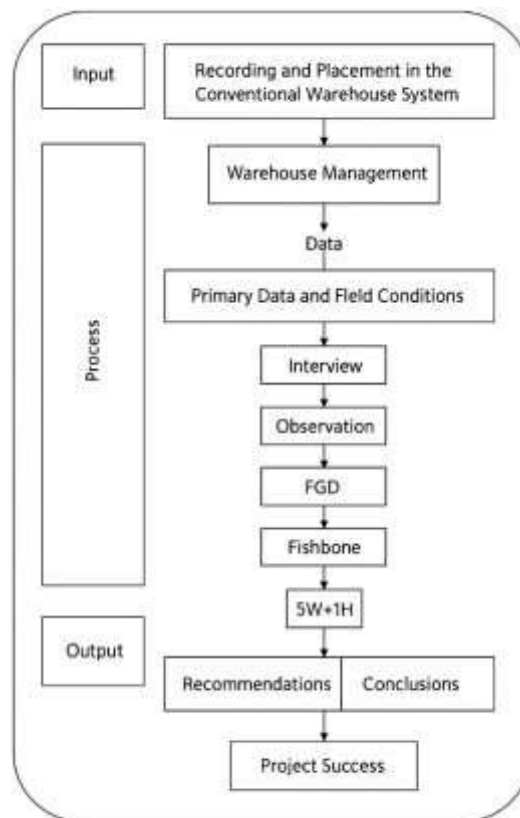 Input
Recording and Placement in the
Conventional Warehouse System
Process
Warehouse Management
Data
Primary Data and Field Conditions
Interview
Observation
FGD
Fishbone
5W+1H
Output
Recommendations
Conclusions
Project Success